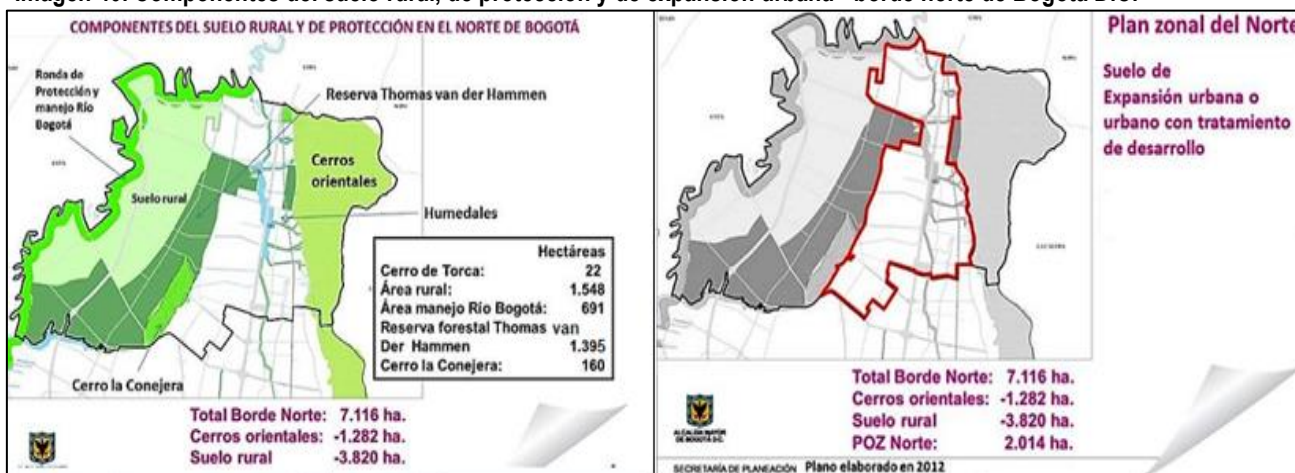 Imagen 46. Componentes del suelo rural, de protección y de expansión urbana - borde norte de Bogotá D.C.
COMPONENTES DEL SUELO RURAL Y DE PROTECCIÓN EN EL NORTE DE BOGOTÁ
Ronda de
Protección y
manejo Río
Bogotá
Reserva Thomas van der Hammen
Cerros
orientales
Suelo rural
Humedales
Hectáreas
Cerro de Torca: 22
Área rural: 1.548
Área manejo Río Bogotá: 691
Reserva forestal Thomas van
Der Hammen 1.395
Cerro la Conejera: 160
Cerro la Conejera
Total Borde Norte: 7.116 ha.
Cerros orientales: -1.282 ha.
Suelo rural -3.820 ha.
Plan zonal del Norte
Suelo de
Expansión urbana o
urbano con tratamiento
de desarrollo
Total Borde Norte: 7.116 ha.
Cerros orientales: -1.282 ha.
Suelo rural -3.820 ha.
POZ Norte: 2.014 ha.
ALCALDÍA MAYOR
DE BOGOTÁ D.C.
SECRETARÍA DE PLANEACIÓN Plano elaborado en 2012